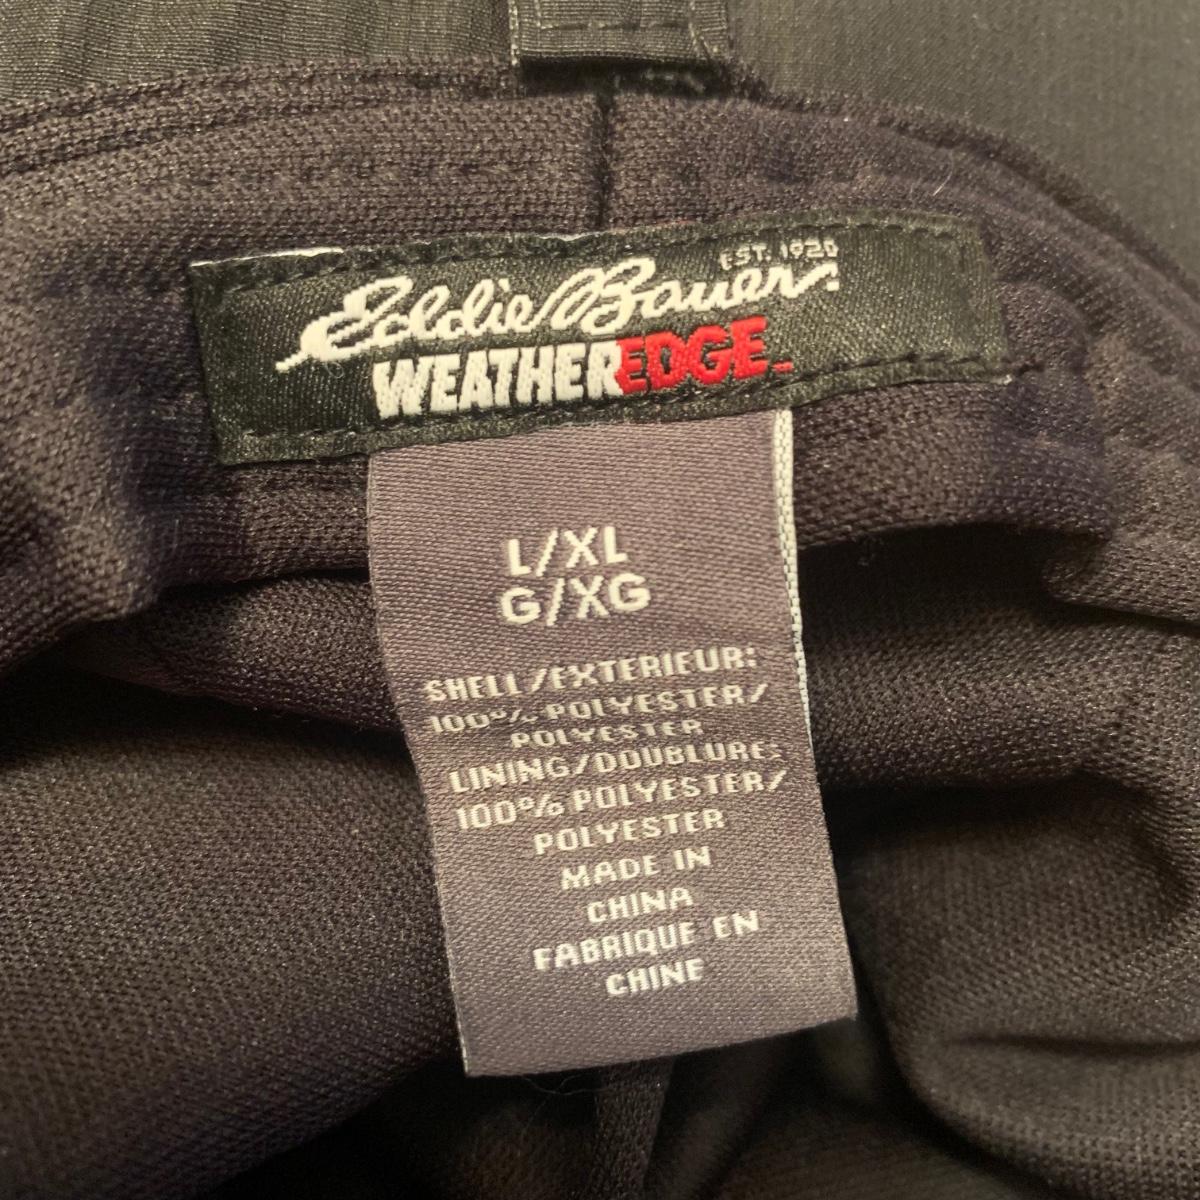 EST. 1920
Eddie Bauer
WEATHEREDGE
L/XL
G/XG
SHELL/EXTERIEUR:
100% POLYESTER/
POLYESTER
LINING/DOUBLURE:
100% POLYESTER/
POLYESTER
MADE IN
CHINA
FABRIQUE EN
CHINE